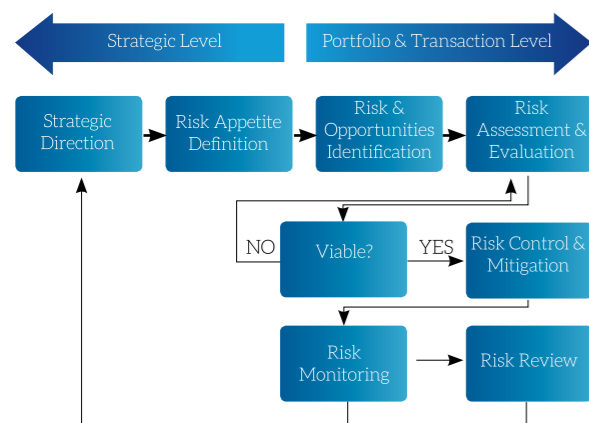 Strategic Level
Portfolio & Transaction Level
Strategic
Direction
Risk Appetite
Definition
Risk &
Opportunities
Identification
Risk
Assessment &
Evaluation
NO
Viable?
YES
Risk Control &
Mitigation
Risk
Monitoring
Risk Review